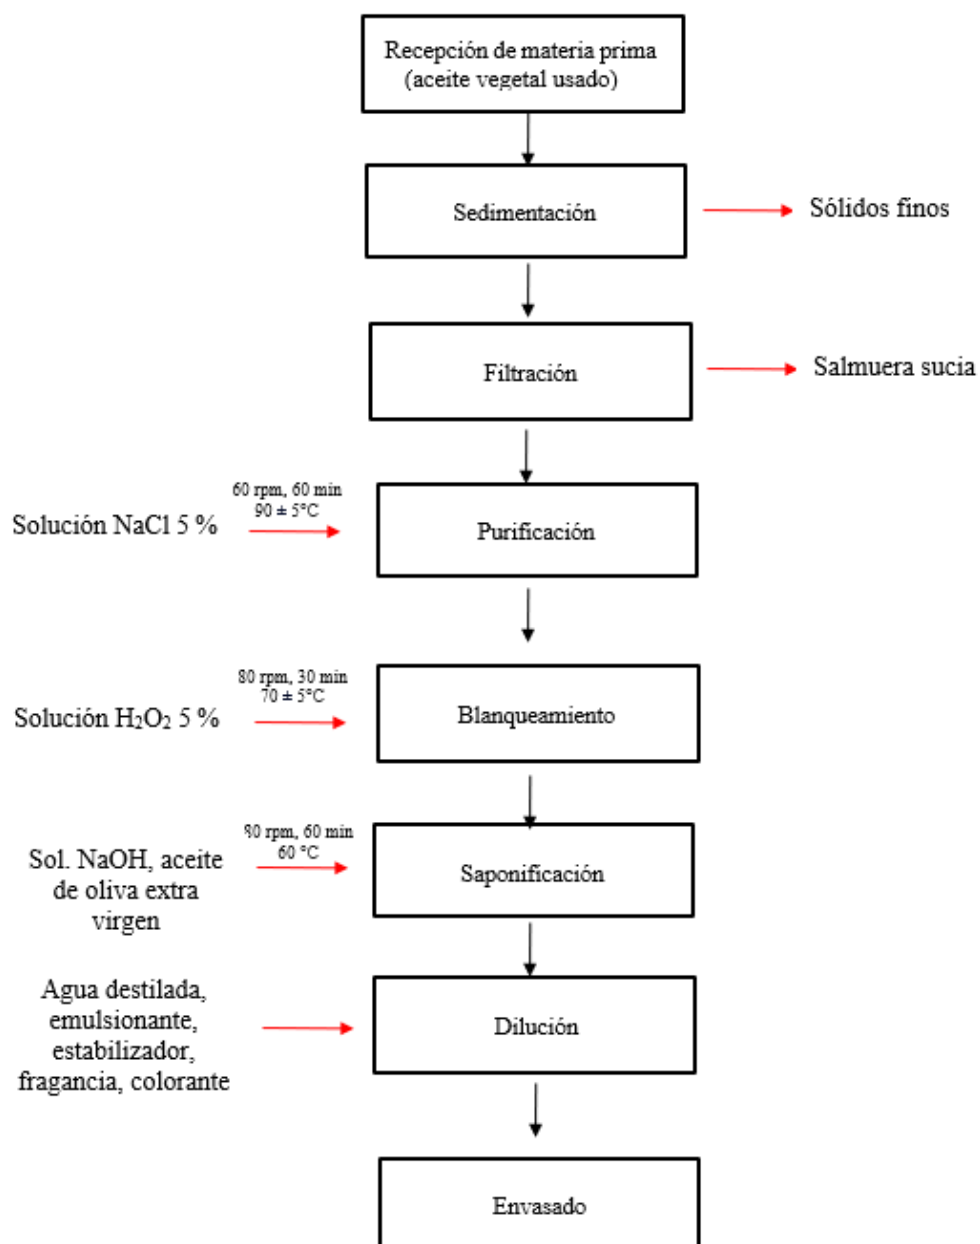 Recepción de materia prima
(aceite vegetal usado)
Sedimentación
Sólidos finos
Filtración
Salmuera sucia
60 rpm, 60 min
90 ± 5°C
Solución NaCl 5 %
Purificación
80 rpm, 30 min
70 ± 5°C
Solución H₂O₂ 5 %
Blanqueamiento
80 rpm, 60 min
60 °C
Sol. NaOH, aceite
de oliva extra
virgen
Saponificación
Agua destilada,
emulsionante,
estabilizador,
fragancia, colorante
Dilución
Envasado